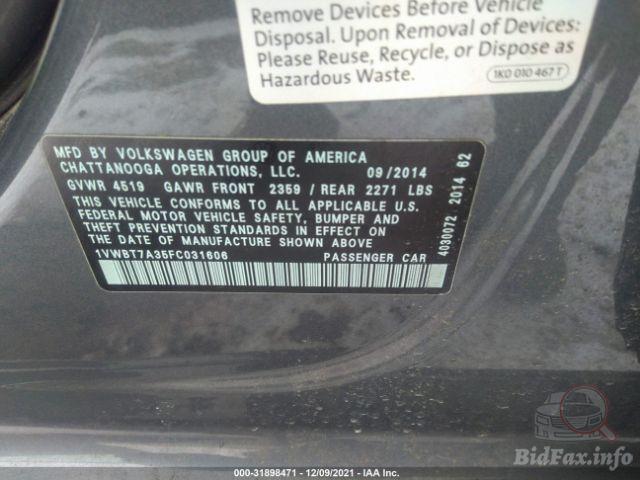 Remove Devices Before Vehicle
Disposal. Upon Removal of Devices:
Please Reuse, Recycle, or Dispose as
Hazardous Waste.
1K0 010 467 T
MFD BY VOLKSWAGEN GROUP OF AMERICA
CHATTANOOGA OPERATIONS, LLC. 09/2014
GVWR 4519 GAWR FRONT 2359 / REAR 2271 LBS
THIS VEHICLE CONFORMS TO ALL APPLICABLE U.S.
FEDERAL MOTOR VEHICLE SAFETY, BUMPER AND
THEFT PREVENTION STANDARDS IN EFFECT ON
THE DATE OF MANUFACTURE SHOWN ABOVE
1VWBT7A35FC031606 PASSENGER CAR
4030072 2014 62
BidFax.info
000-31898471 - 12/09/2021 - IAA Inc.